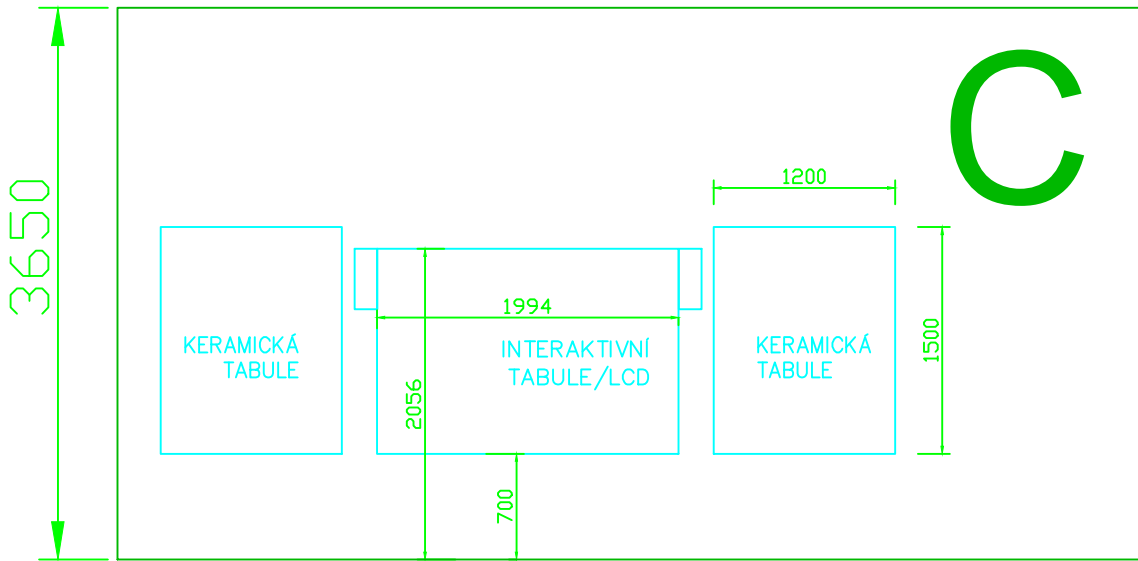 C
3650
1200
1994
KERAMICKÁ
TABULE
INTERAKTIVNÍ
TABULE/LCD
KERAMICKÁ
TABULE
1500
2056
700